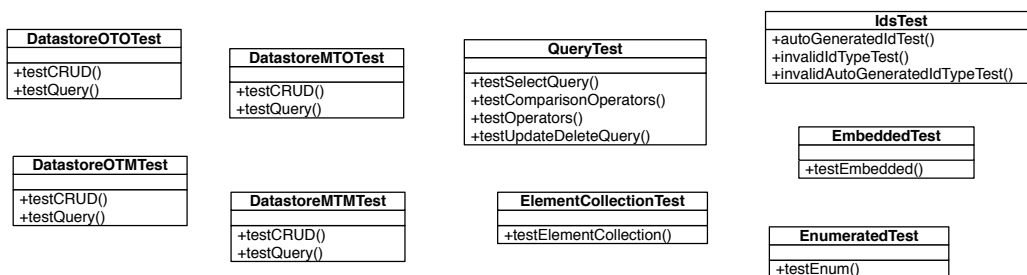 DatastoreOTOTest
+testCRUD()
+testQuery()
DatastoreMTOTest
+testCRUD()
+testQuery()
QueryTest
+testSelectQuery()
+testComparisonOperators()
+testOperators()
+testUpdateDeleteQuery()
IdsTest
+autoGeneratedIdTest()
+invalidIdTypeTest()
+invalidAutoGeneratedIdTypeTest()
EmbeddedTest
+testEmbedded()
DatastoreOTMTest
+testCRUD()
+testQuery()
DatastoreMTMTest
+testCRUD()
+testQuery()
ElementCollectionTest
+testElementCollection()
EnumeratedTest
+testEnum()